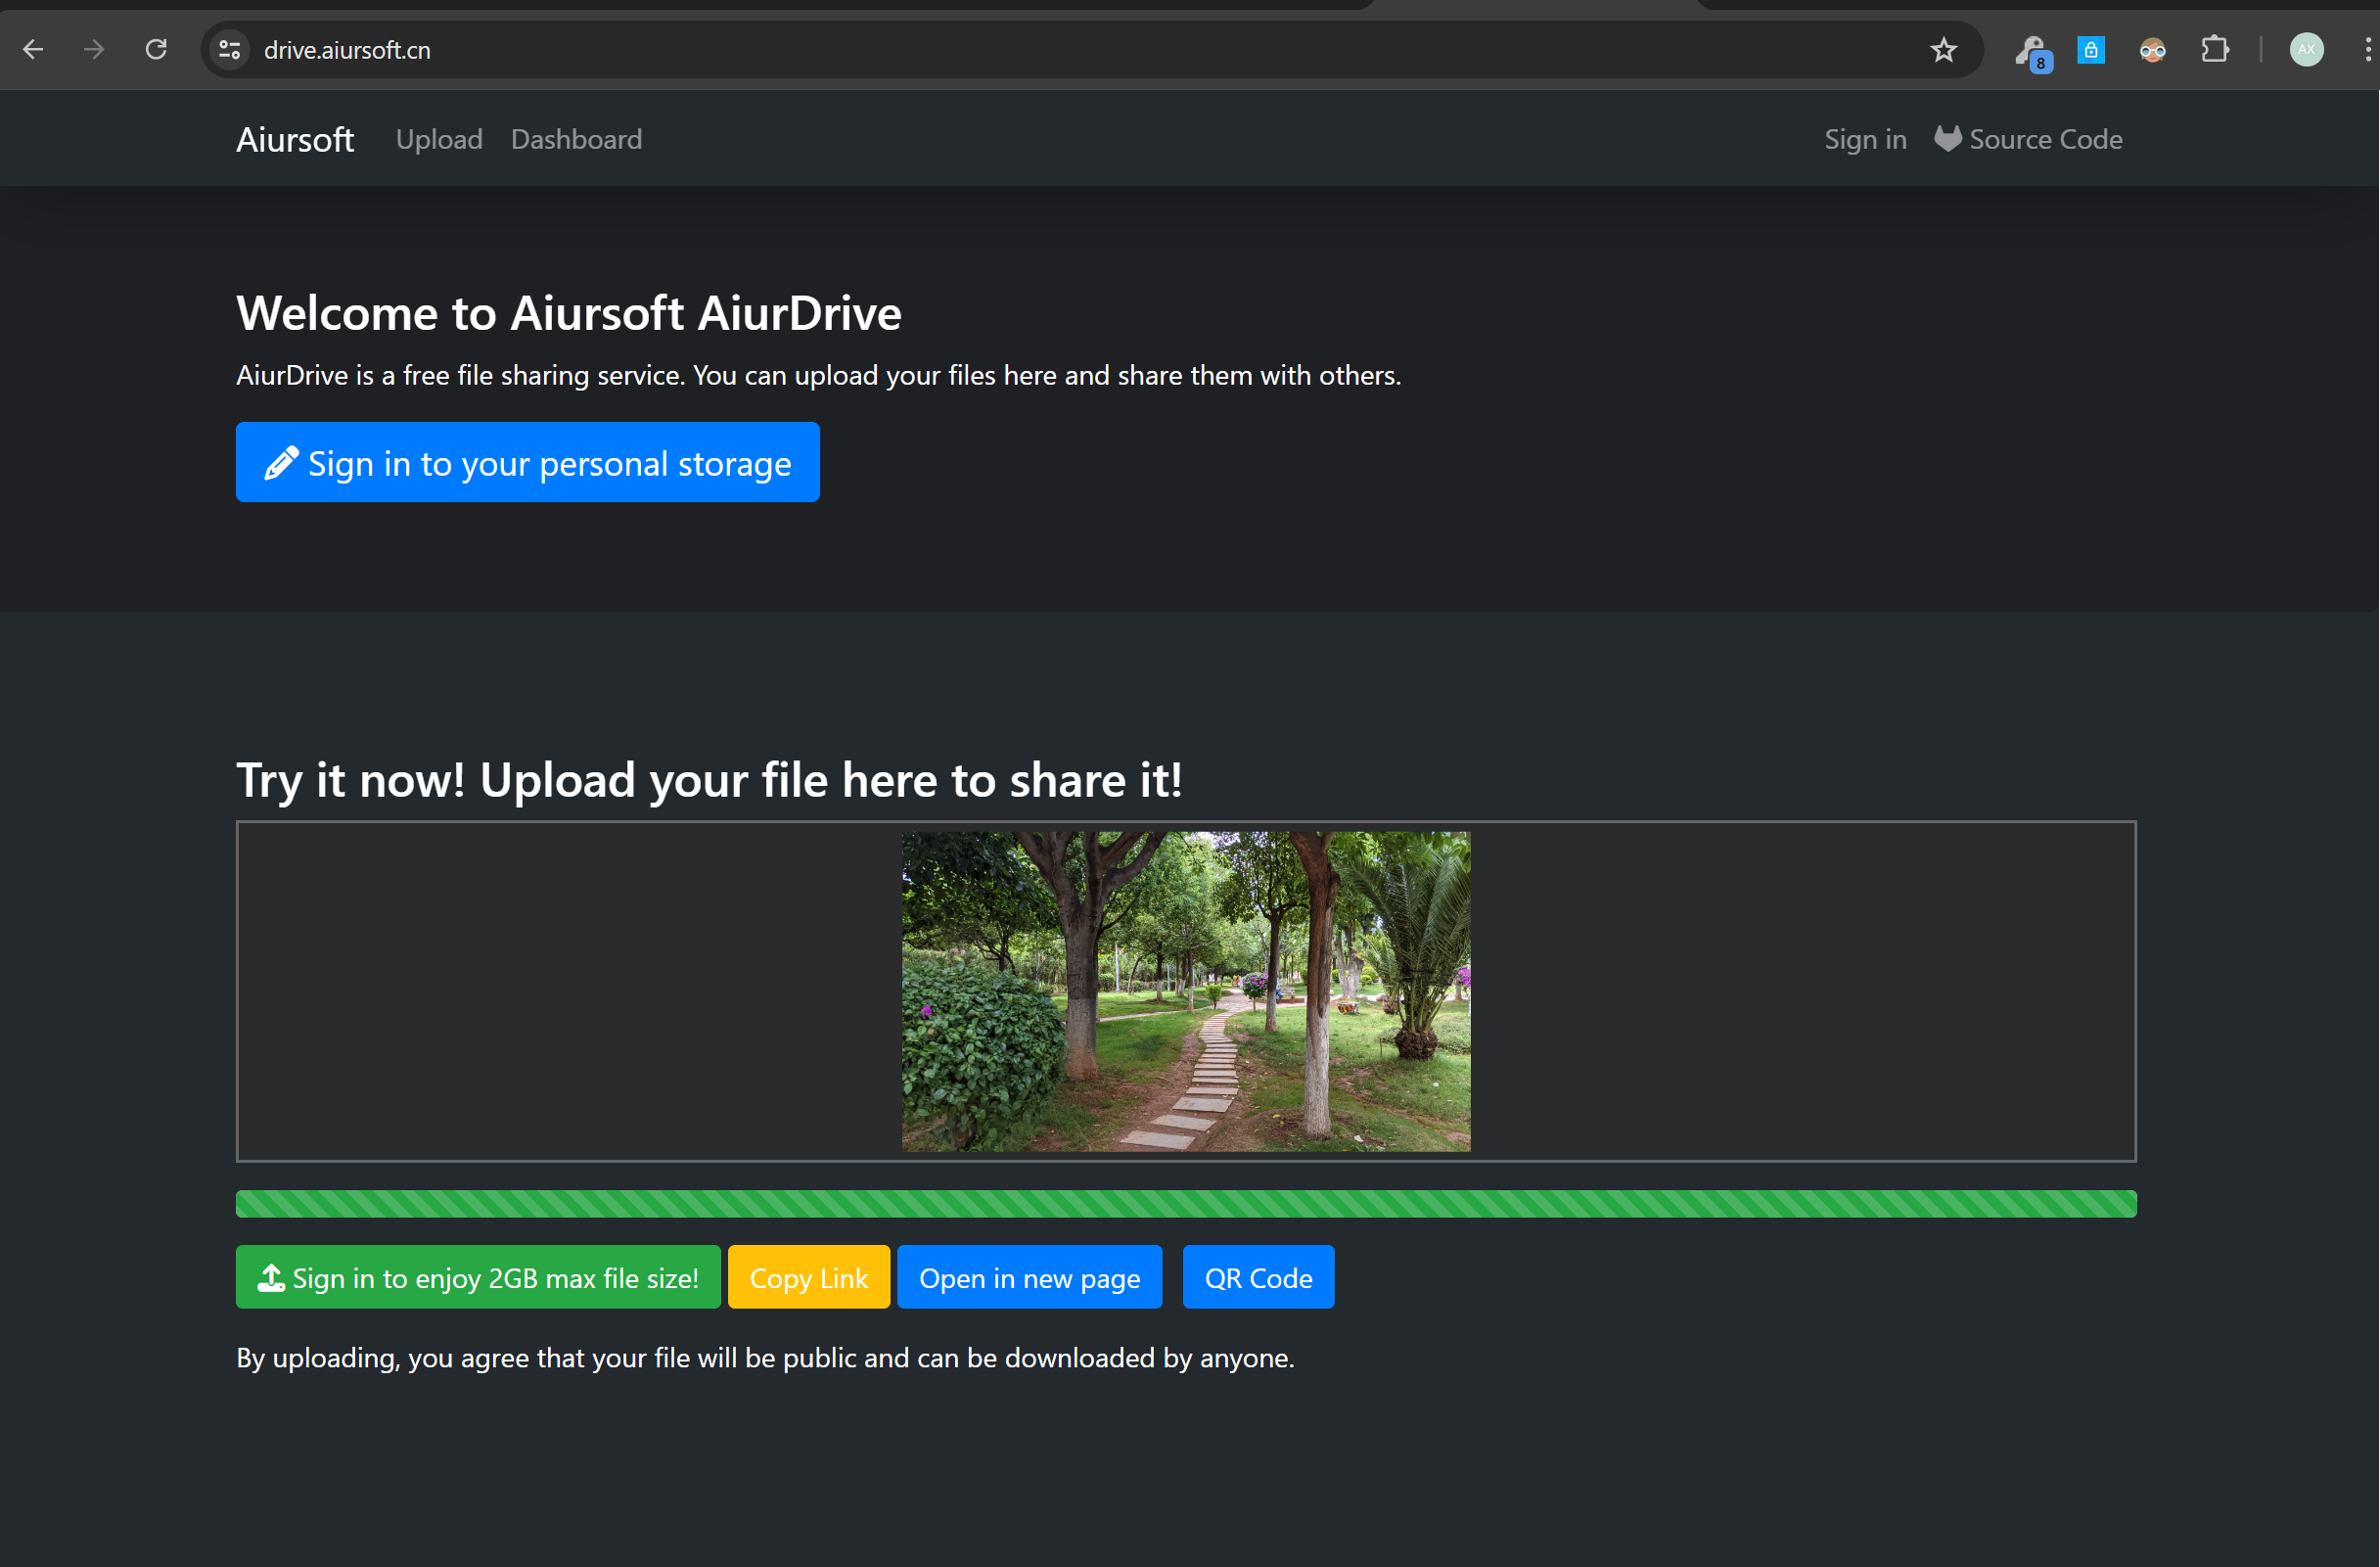 drive.aiursoft.cn
8
AX
Aiursoft Upload Dashboard Sign in Source Code
Welcome to Aiursoft AiurDrive
AiurDrive is a free file sharing service. You can upload your files here and share them with others.
Sign in to your personal storage
Try it now! Upload your file here to share it!
Sign in to enjoy 2GB max file size! Copy Link Open in new page QR Code
By uploading, you agree that your file will be public and can be downloaded by anyone.